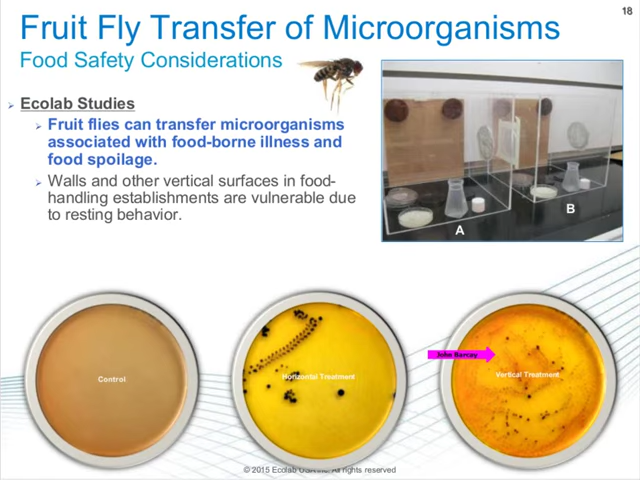 18
Fruit Fly Transfer of Microorganisms
Food Safety Considerations
Ecolab Studies
Fruit flies can transfer microorganisms
associated with food-borne illness and
food spoilage.
Walls and other vertical surfaces in food-
handling establishments are vulnerable due
to resting behavior.
A
B
Control
Horizontal Treatment
John Barcay
Vertical Treatment
© 2015 Ecolab USA Inc. All rights reserved